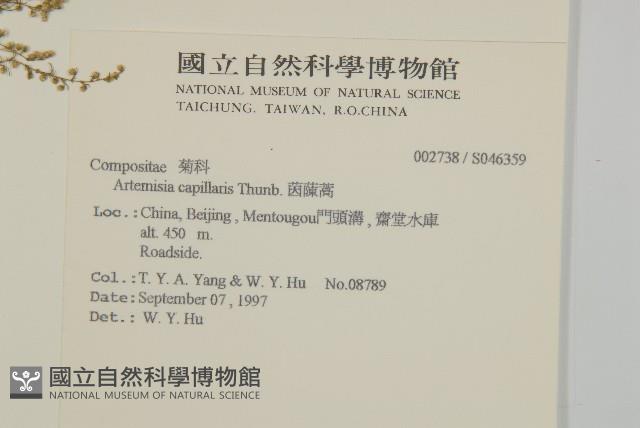 國立自然科學博物館
NATIONAL MUSEUM OF NATURAL SCIENCE
TAICHUNG. TAIWAN, R.O.CHINA
002738 / S046359
Compositae 菊科
Artemisia capillaris Thunb. 茵蔯蒿
Loc.:China, Beijing , Mentougou門頭溝 , 齋堂水庫
alt. 450 m.
Roadside.
Col.:T. Y. A. Yang & W. Y. Hu No.08789
Date:September 07 , 1997
Det.: W. Y. Hu
國立自然科學博物館
NATIONAL MUSEUM OF NATURAL SCIENCE